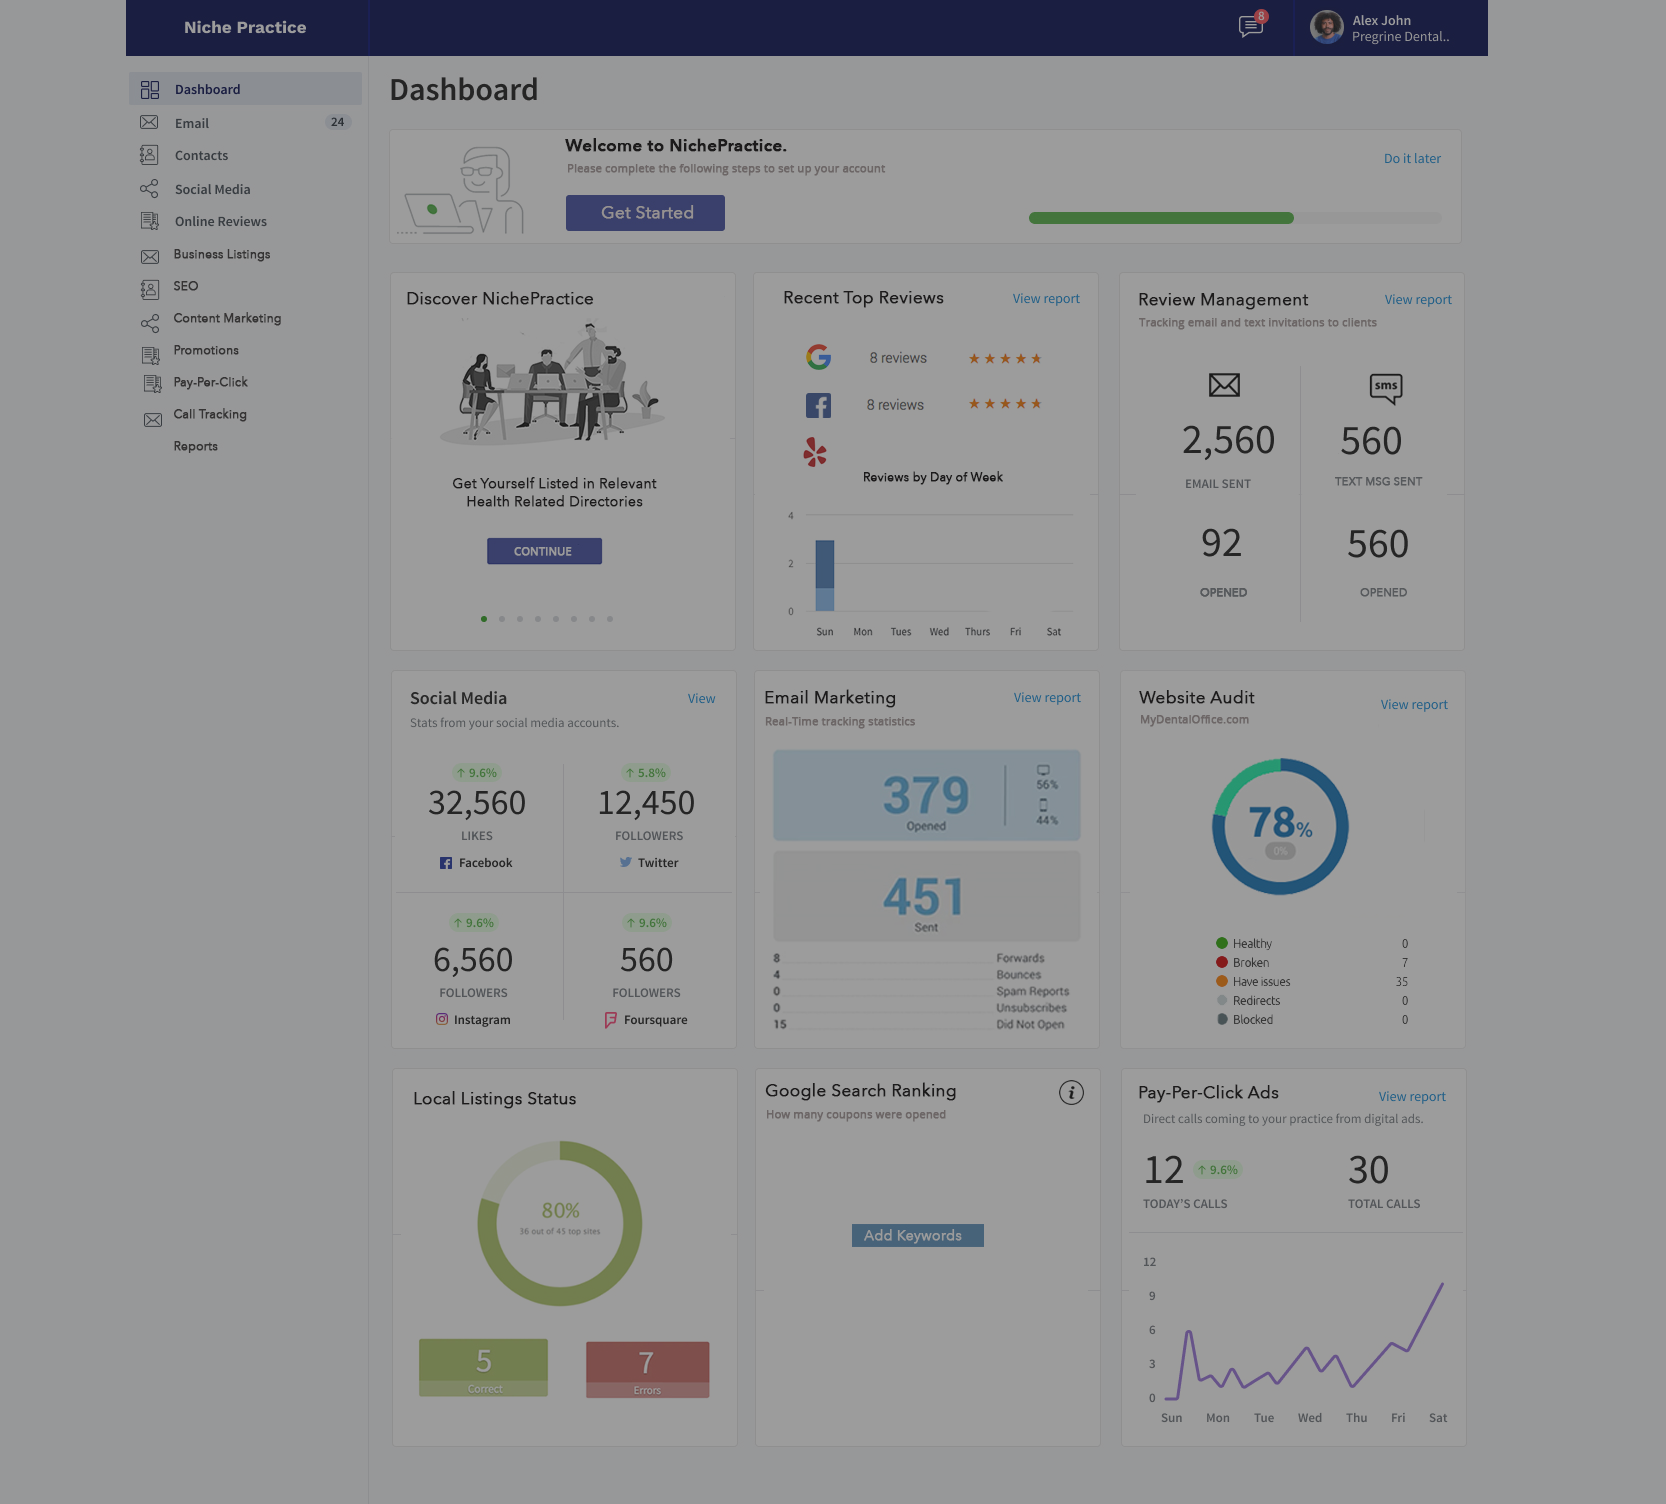 Niche Practice
8
Alex John
Pregrine Dental..
Dashboard
Email 24
Contacts
Social Media
Online Reviews
Business Listings
SEO
Content Marketing
Promotions
Pay-Per-Click
Call Tracking
Reports
Dashboard
Welcome to NichePractice.
Please complete the following steps to set up your account
Do it later
Get Started
Discover NichePractice
Get Yourself Listed in Relevant
Health Related Directories
CONTINUE
Recent Top Reviews View report
8 reviews
8 reviews
Reviews by Day of Week
4
2
0
Sun Mon Tues Wed Thurs Fri Sat
Review Management View report
Tracking email and text invitations to clients
sms
2,560 560
EMAIL SENT TEXT MSG SENT
92 560
OPENED OPENED
Social Media View
Stats from your social media accounts.
↑ 9.6% ↑ 5.8%
32,560 12,450
LIKES FOLLOWERS
Facebook Twitter
↑ 9.6% ↑ 9.6%
6,560 560
FOLLOWERS FOLLOWERS
Instagram Foursquare
Email Marketing View report
Real-Time tracking statistics
379
Opened
56%
44%
451
Sent
8 Forwards
4 Bounces
0 Spam Reports
0 Unsubscribes
15 Did Not Open
Website Audit View report
MyDentalOffice.com
78%
0%
Healthy 0
Broken 7
Have issues 35
Redirects 0
Blocked 0
Local Listings Status
80%
36 out of 45 top sites
5
Correct
7
Errors
Google Search Ranking i
How many coupons were opened
Add Keywords
Pay-Per-Click Ads View report
Direct calls coming to your practice from digital ads.
12 ↑ 9.6% 30
TODAY'S CALLS TOTAL CALLS
12
9
6
3
0
Sun Mon Tue Wed Thu Fri Sat